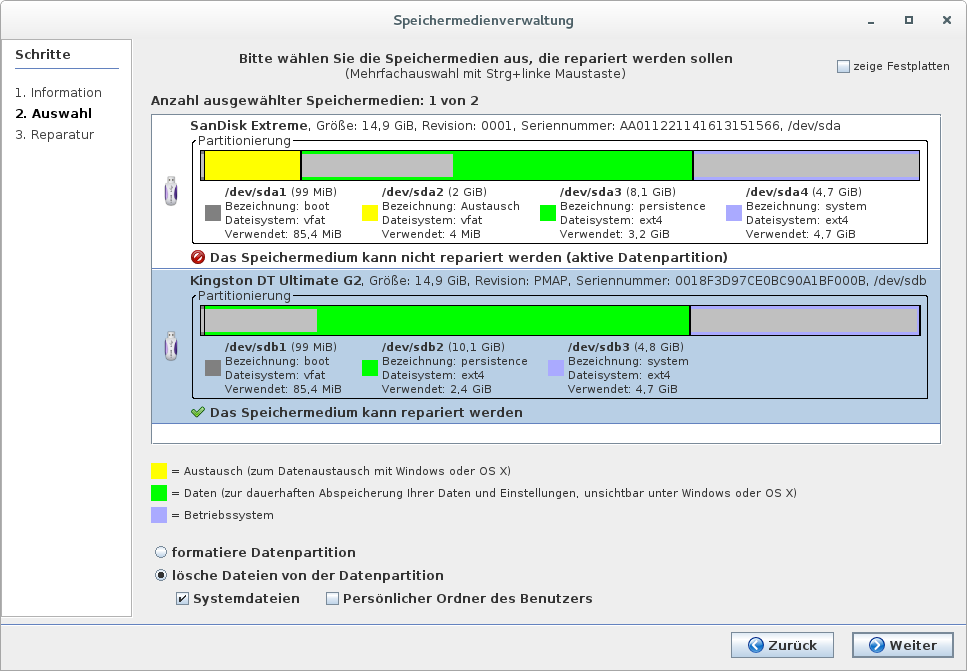 Speichermedienverwaltung
Schritte
1. Information
2. Auswahl
3. Reparatur
Bitte wählen Sie die Speichermedien aus, die repariert werden sollen
(Mehrfachauswahl mit Strg+linke Maustaste)
zeige Festplatten
Anzahl ausgewählter Speichermedien: 1 von 2
SanDisk Extreme, Größe: 14,9 GiB, Revision: 0001, Seriennummer: AA011221141613151566, /dev/sda
Partitionierung
/dev/sda1 (99 MiB)
Bezeichnung: boot
Dateisystem: vfat
Verwendet: 85,4 MiB
/dev/sda2 (2 GiB)
Bezeichnung: Austausch
Dateisystem: vfat
Verwendet: 4 MiB
/dev/sda3 (8,1 GiB)
Bezeichnung: persistence
Dateisystem: ext4
Verwendet: 3,2 GiB
/dev/sda4 (4,7 GiB)
Bezeichnung: system
Dateisystem: ext4
Verwendet: 4,7 GiB
Das Speichermedium kann nicht repariert werden (aktive Datenpartition)
Kingston DT Ultimate G2, Größe: 14,9 GiB, Revision: PMAP, Seriennummer: 0018F3D97CE0BC90A1BF000B, /dev/sdb
Partitionierung
/dev/sdb1 (99 MiB)
Bezeichnung: boot
Dateisystem: vfat
Verwendet: 85,4 MiB
/dev/sdb2 (10,1 GiB)
Bezeichnung: persistence
Dateisystem: ext4
Verwendet: 2,4 GiB
/dev/sdb3 (4,8 GiB)
Bezeichnung: system
Dateisystem: ext4
Verwendet: 4,7 GiB
Das Speichermedium kann repariert werden
= Austausch (zum Datenaustausch mit Windows oder OS X)
= Daten (zur dauerhaften Abspeicherung Ihrer Daten und Einstellungen, unsichtbar unter Windows oder OS X)
= Betriebssystem
formatiere Datenpartition
lösche Dateien von der Datenpartition
Systemdateien
Persönlicher Ordner des Benutzers
Zurück
Weiter